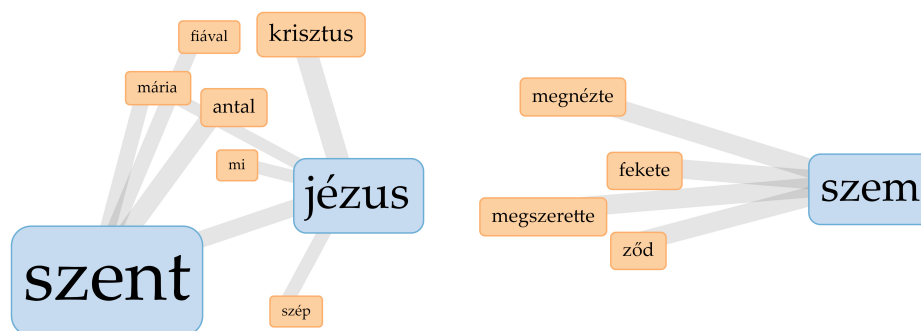 fiával
krisztus
mária
antal
mi
jézus
szent
szép
megnézte
fekete
megszerette
ződ
szem